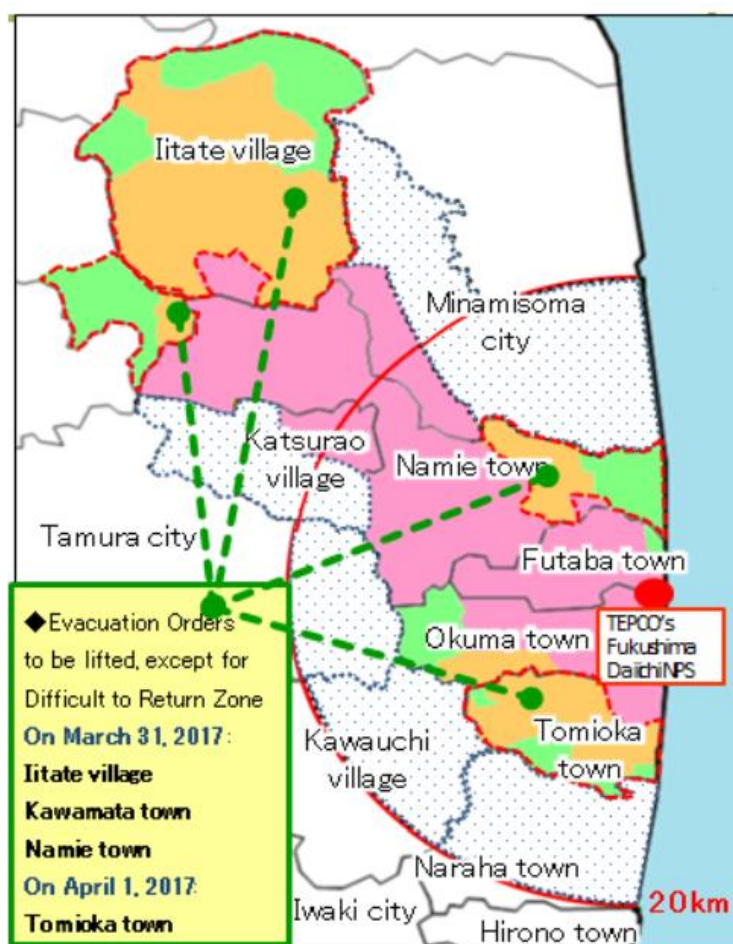 Iitate village
Minamisoma
city
Katsurao
village
Namie town
Tamura city
Futaba town
Okuma town
TEPCO's
Fukushima
DaiichiNPS
Tomioka
town
Kawauchi
village
Naraha town
20km
Iwaki city
Hirono town
◆Evacuation Orders
to be lifted, except for
Difficult to Return Zone
On March 31, 2017:
Iitate village
Kawamata town
Namie town
On April 1, 2017:
Tomioka town